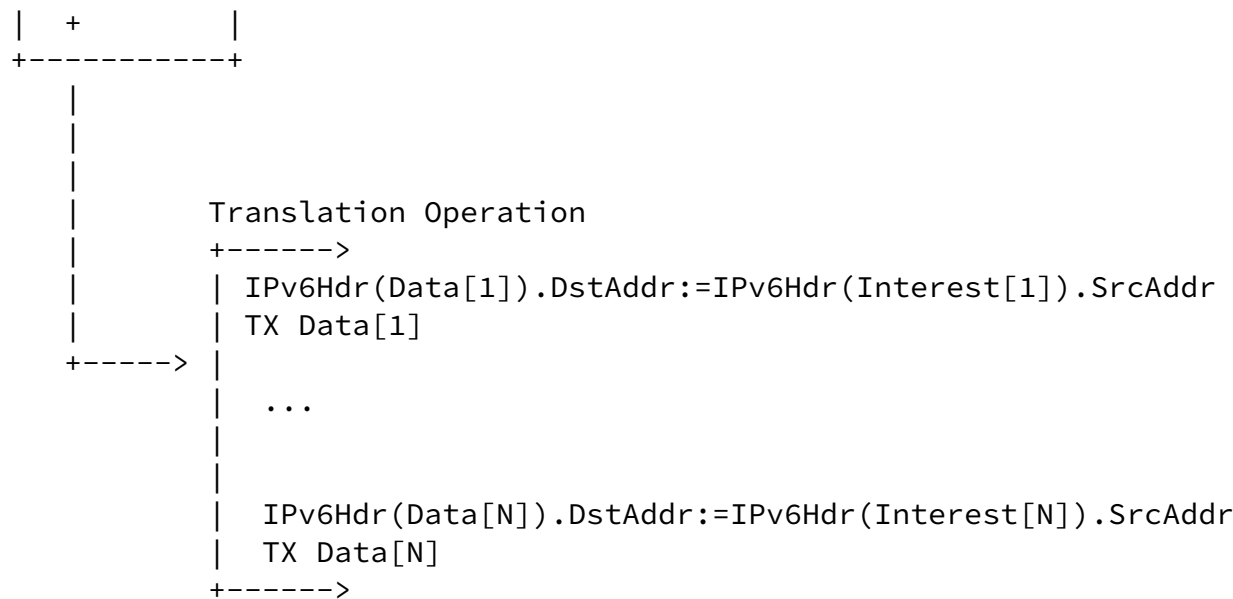 |  +        |
+-----------+
   |
   |
   |
   |       Translation Operation
   |       +------>
   |       | IPv6Hdr(Data[1]).DstAddr:=IPv6Hdr(Interest[1]).SrcAddr
   |       | TX Data[1]
   +-----> |
           |  ...
           |
           |
           |  IPv6Hdr(Data[N]).DstAddr:=IPv6Hdr(Interest[N]).SrcAddr
           |  TX Data[N]
           +------>